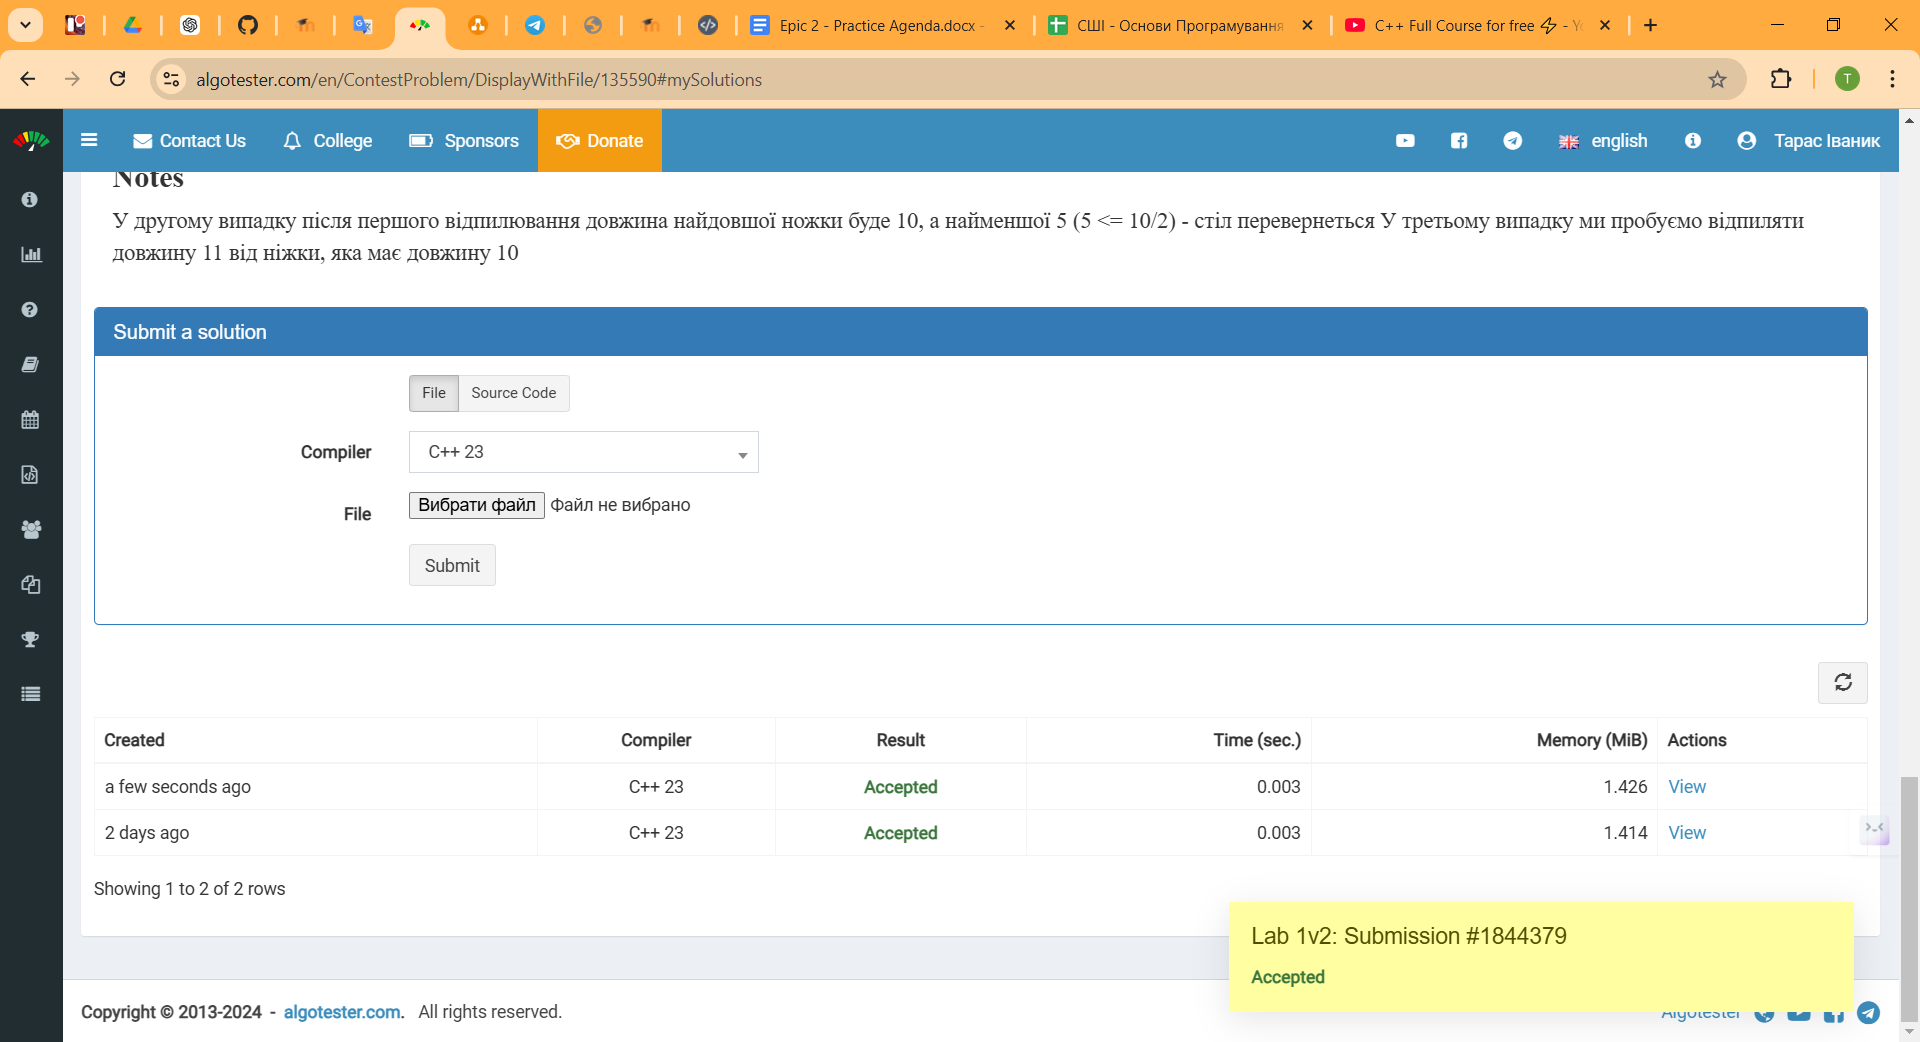 Epic 2 - Practice Agenda.docx -
СШІ - Основи Програмування
C++ Full Course for free ⚡ - Yo
algotester.com/en/ContestProblem/DisplayWithFile/135590#mySolutions
T
Contact Us
College
Sponsors
Donate
english
Тарас Іваник
Notes
У другому випадку після першого відпилювання довжина найдовшої ножки буде 10, а найменшої 5 (5 <= 10/2) - стіл перевернеться У третьому випадку ми пробуємо відпиляти
довжину 11 від ніжки, яка має довжину 10
Submit a solution
File Source Code
Compiler C++ 23
File Вибрати файл Файл не вибрано
Submit
Created Compiler Result Time (sec.) Memory (MiB) Actions
a few seconds ago C++ 23 Accepted 0.003 1.426 View
2 days ago C++ 23 Accepted 0.003 1.414 View
Showing 1 to 2 of 2 rows
Lab 1v2: Submission #1844379
Accepted
Copyright © 2013-2024 - algotester.com. All rights reserved.
Algotester